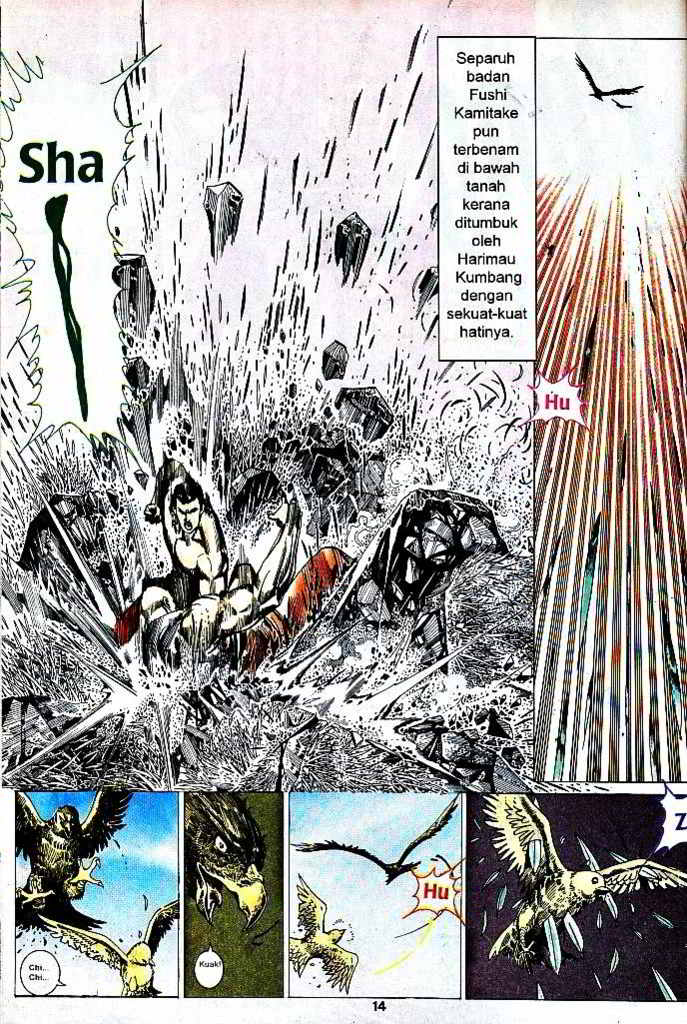 Sha
Separuh
badan
Fushi
Kamitake
pun
terbenam
di bawah
tanah
kerana
ditumbuk
oleh
Harimau
Kumbang
dengan
sekuat-kuat
hatinya.
Hu
Chi...
Chi...
Kuak!
Hu
Z
14